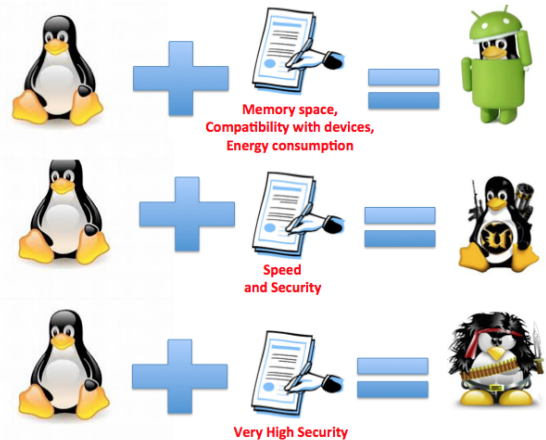 Memory space,
Compatibility with devices,
Energy consumption
Speed
and Security
Very High Security